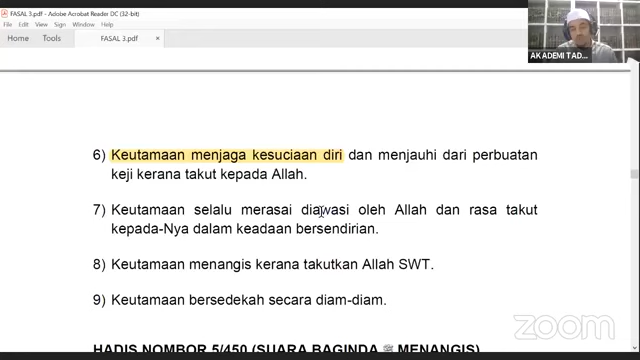 FASAL 3.pdf - Adobe Acrobat Reader DC (32-bit)
File Edit View Sign Window Help
Home Tools FASAL 3.pdf ×
AKADEMI TAD...
6) Keutamaan menjaga kesuciaan diri dan menjauhi dari perbuatan
keji kerana takut kepada Allah.
7) Keutamaan selalu merasai diawasi oleh Allah dan rasa takut
kepada-Nya dalam keadaan bersendirian.
8) Keutamaan menangis kerana takutkan Allah SWT.
9) Keutamaan bersedekah secara diam-diam.
HADIS NOMBOR 5/450 (SUARA BAGINDA ﷺ MENANGIS)
zoom